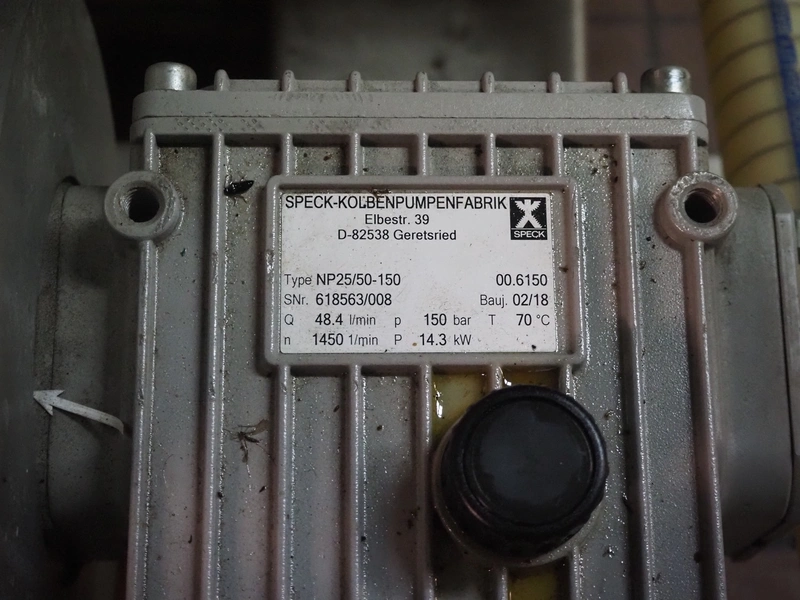 SPECK-KOLBENPUMPENFABRIK
Elbestr. 39
D-82538 Geretsried
SPECK
Type NP25/50-150 00.6150
SNr. 618563/008 Bauj. 02/18
Q 48.4 l/min p 150 bar T 70 °C
n 1450 1/min P 14.3 kW